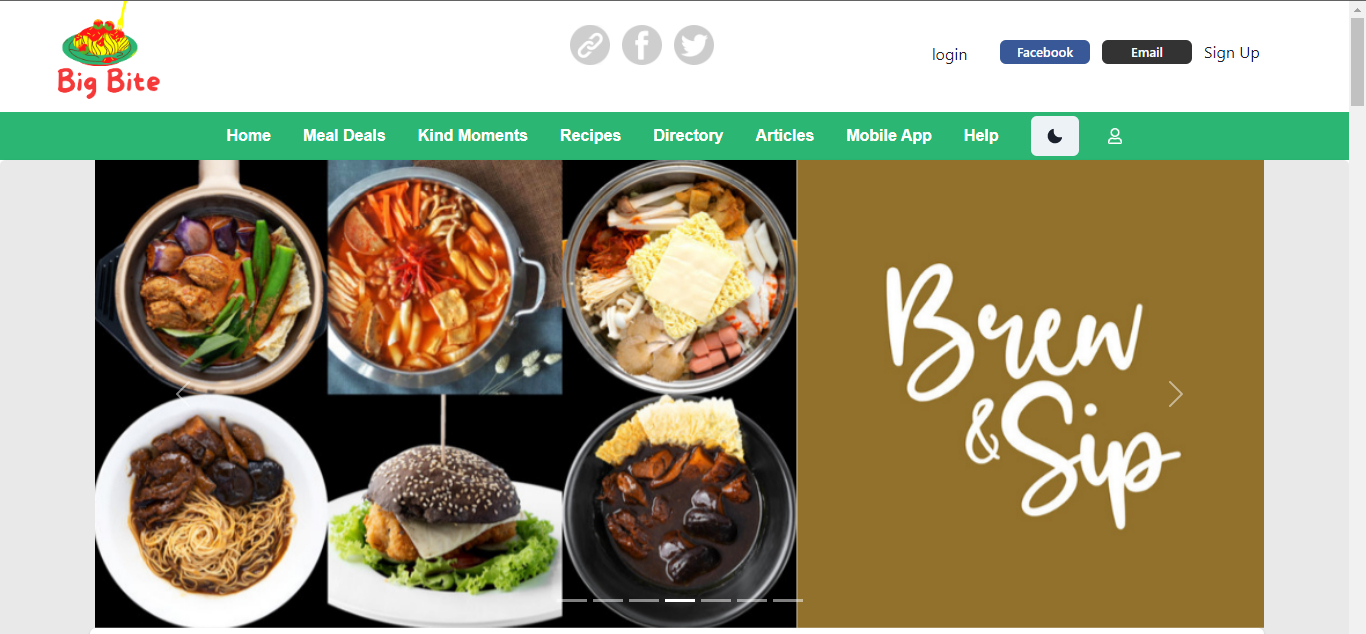 Big Bite
login
Facebook
Email
Sign Up
Home
Meal Deals
Kind Moments
Recipes
Directory
Articles
Mobile App
Help
Brew
& Sip